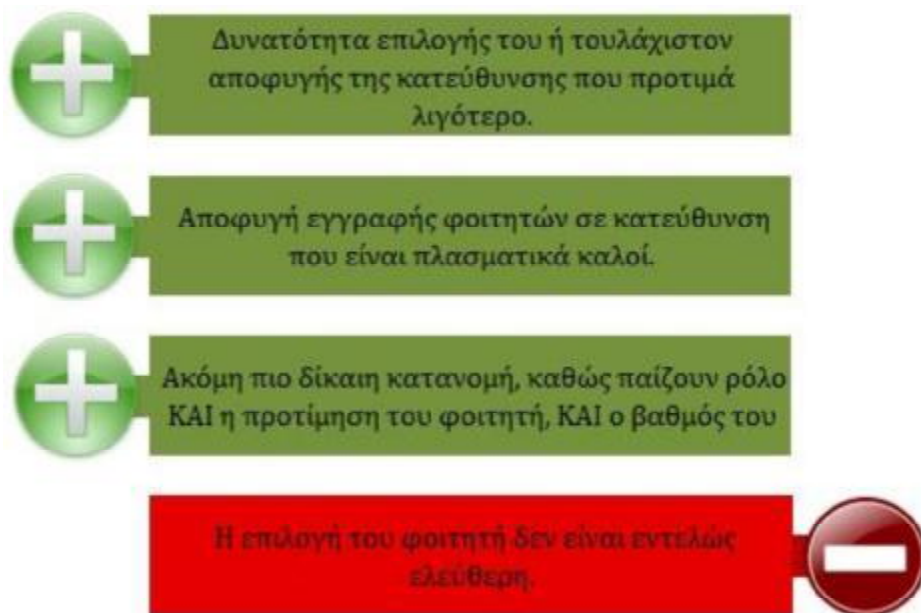 Δυνατότητα επιλογής του ή τουλάχιστον
αποφυγής της κατεύθυνσης που προτιμά
λιγότερο.
Αποφυγή εγγραφής φοιτητών σε κατεύθυνση
που είναι πλασματικά καλοί.
Ακόμη πιο δίκαιη κατανομή, καθώς παίζουν ρόλο
ΚΑΙ η προτίμηση του φοιτητή, ΚΑΙ ο βαθμός του
Η επιλογή του φοιτητή δεν είναι εντελώς
ελεύθερη.